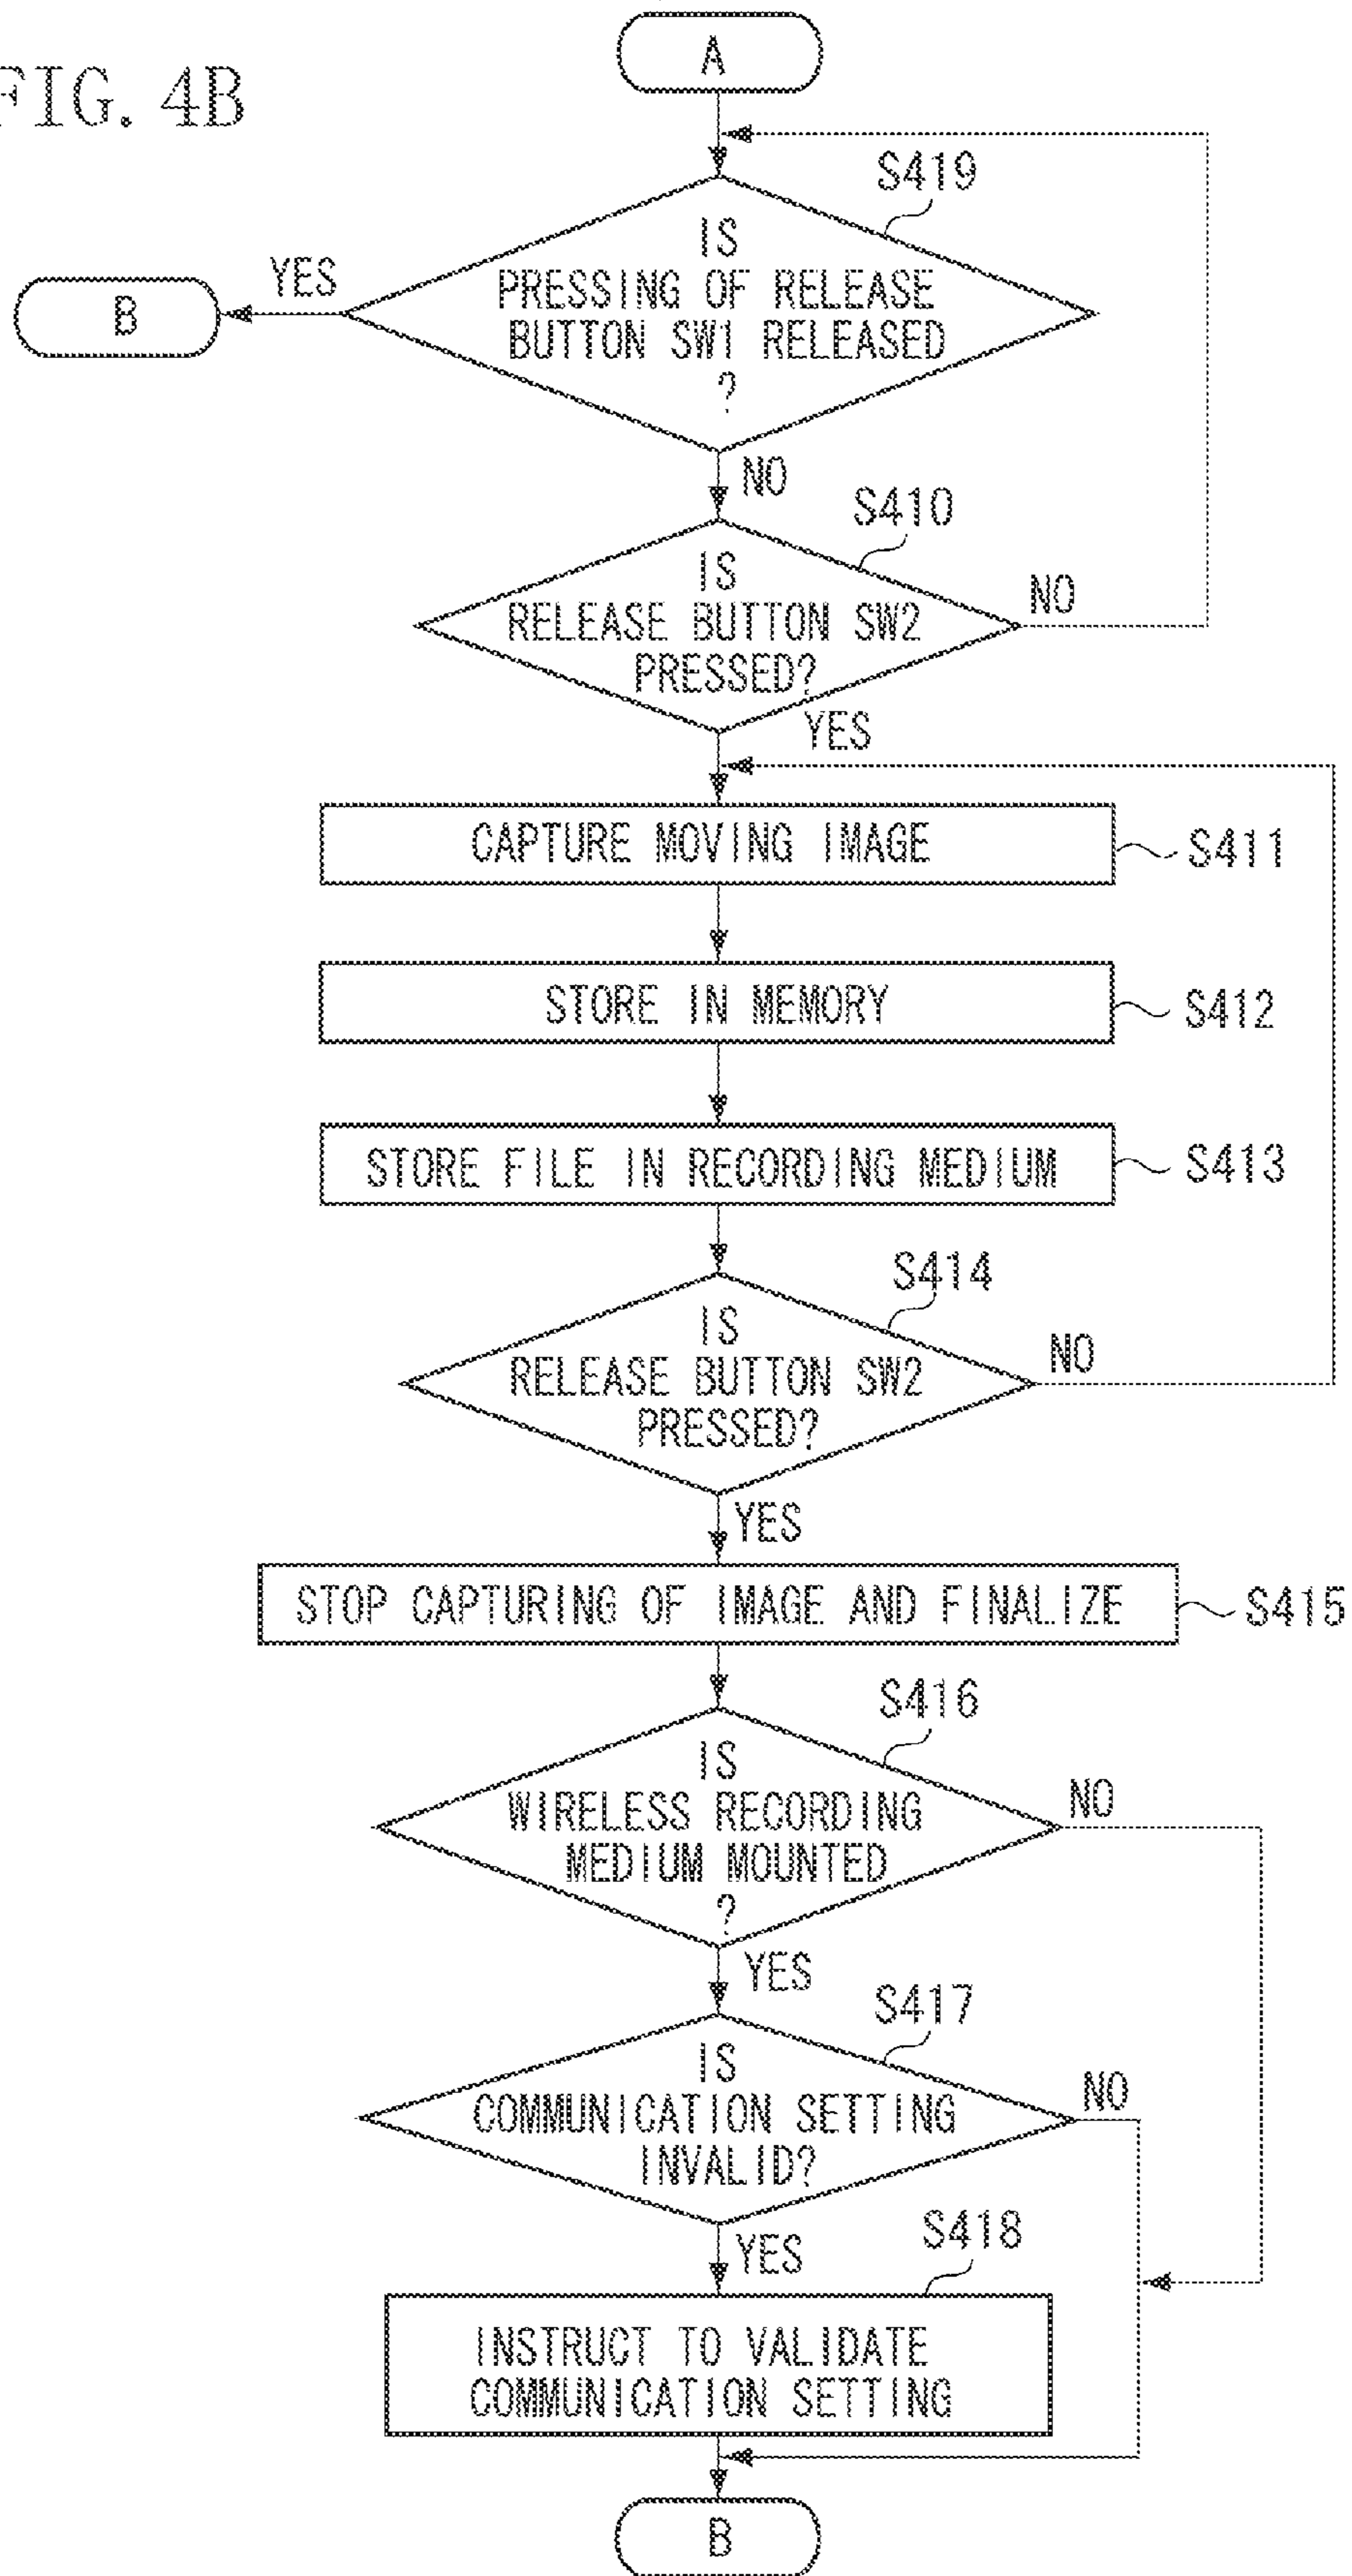 FIG. 4B
A
S419
IS
PRESSING OF RELEASE
BUTTON SW1 RELEASED
?
YES
B
NO
S410
IS
RELEASE BUTTON SW2
PRESSED?
NO
YES
CAPTURE MOVING IMAGE
S411
STORE IN MEMORY
S412
STORE FILE IN RECORDING MEDIUM
S413
S414
IS
RELEASE BUTTON SW2
PRESSED?
NO
YES
STOP CAPTURING OF IMAGE AND FINALIZE
S415
S416
IS
WIRELESS RECORDING
MEDIUM MOUNTED
?
NO
YES
S417
IS
COMMUNICATION SETTING
INVALID?
NO
YES
S418
INSTRUCT TO VALIDATE
COMMUNICATION SETTING
B